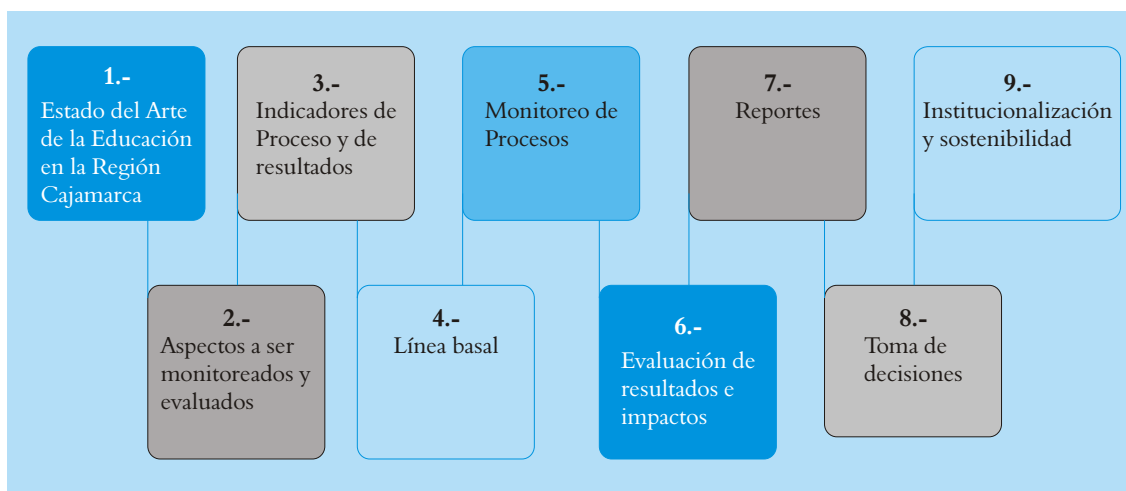 1.-
Estado del Arte
de la Educación
en la Región
Cajamarca
2.-
Aspectos a ser
monitoreados y
evaluados
3.-
Indicadores de
Proceso y de
resultados
4.-
Línea basal
5.-
Monitoreo de
Procesos
6.-
Evaluación de
resultados e
impactos
7.-
Reportes
8.-
Toma de
decisiones
9.-
Institucionalización
y sostenibilidad